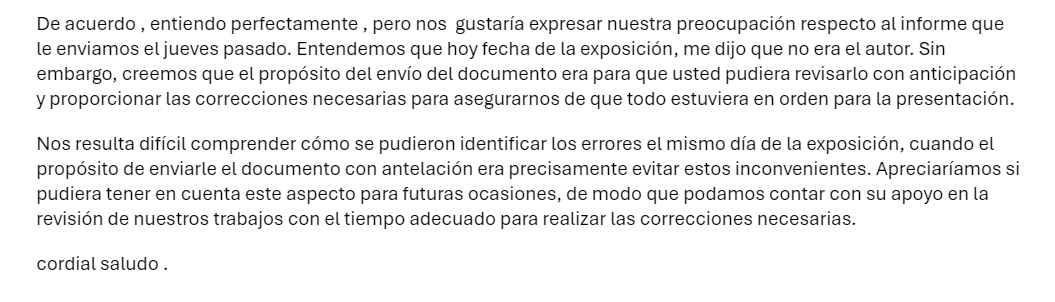 De acuerdo , entiendo perfectamente , pero nos  gustaría expresar nuestra preocupación respecto al informe que
le enviamos el jueves pasado. Entendemos que hoy fecha de la exposición, me dijo que no era el autor. Sin
embargo, creemos que el propósito del envío del documento era para que usted pudiera revisarlo con anticipación
y proporcionar las correcciones necesarias para asegurarnos de que todo estuviera en orden para la presentación.
Nos resulta difícil comprender cómo se pudieron identificar los errores el mismo día de la exposición, cuando el
propósito de enviarle el documento con antelación era precisamente evitar estos inconvenientes. Apreciaríamos si
pudiera tener en cuenta este aspecto para futuras ocasiones, de modo que podamos contar con su apoyo en la
revisión de nuestros trabajos con el tiempo adecuado para realizar las correcciones necesarias.
cordial saludo .